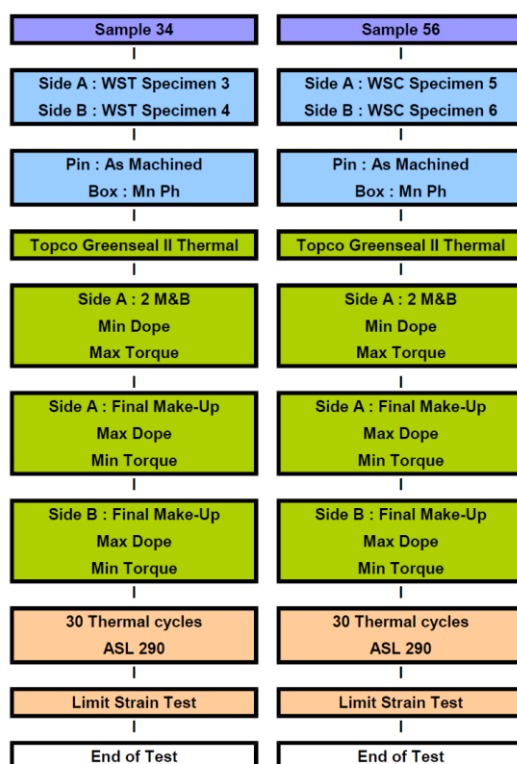 Sample 34
Side A : WST Specimen 3
Side B : WST Specimen 4
Pin : As Machined
Box : Mn Ph
Topco Greenseal II Thermal
Side A : 2 M&B
Min Dope
Max Torque
Side A : Final Make-Up
Max Dope
Min Torque
Side B : Final Make-Up
Max Dope
Min Torque
30 Thermal cycles
ASL 290
Limit Strain Test
End of Test
Sample 56
Side A : WSC Specimen 5
Side B : WSC Specimen 6
Pin : As Machined
Box : Mn Ph
Topco Greenseal II Thermal
Side A : 2 M&B
Min Dope
Max Torque
Side A : Final Make-Up
Max Dope
Min Torque
Side B : Final Make-Up
Max Dope
Min Torque
30 Thermal cycles
ASL 290
Limit Strain Test
End of Test